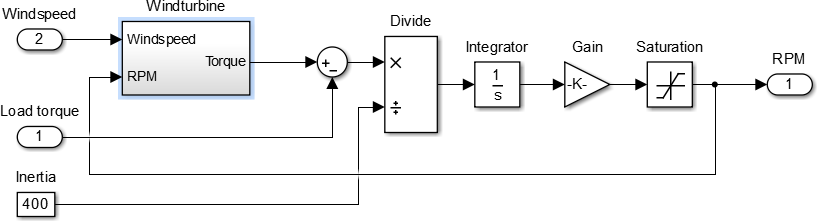 Windspeed
2
Windturbine
Windspeed
RPM
Torque
Load torque
1
Inertia
400
+
−
Divide
×
÷
Integrator
1
s
Gain
-K-
Saturation
RPM
1